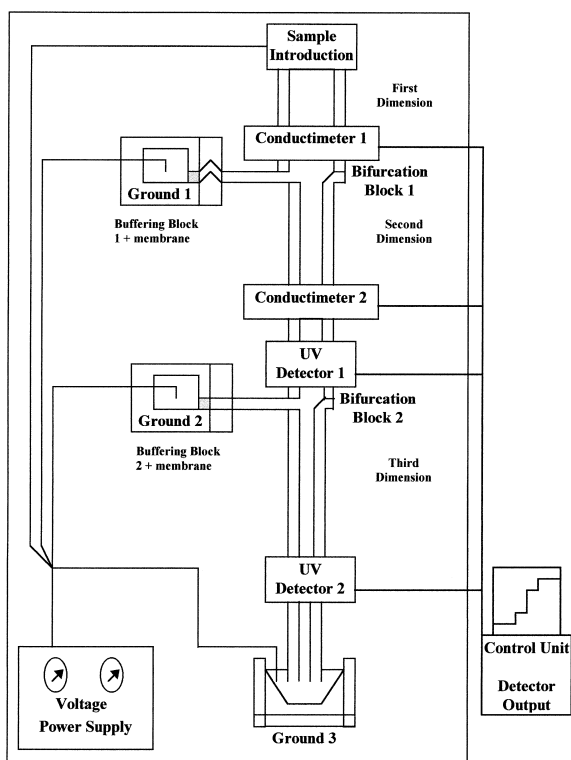 Sample
Introduction
First
Dimension
Conductimeter 1
Bifurcation
Block 1
Ground 1
Buffering Block
1 + membrane
Second
Dimension
Conductimeter 2
UV
Detector 1
Bifurcation
Block 2
Ground 2
Buffering Block
2 + membrane
Third
Dimension
UV
Detector 2
Control Unit
Detector
Output
Voltage
Power Supply
Ground 3